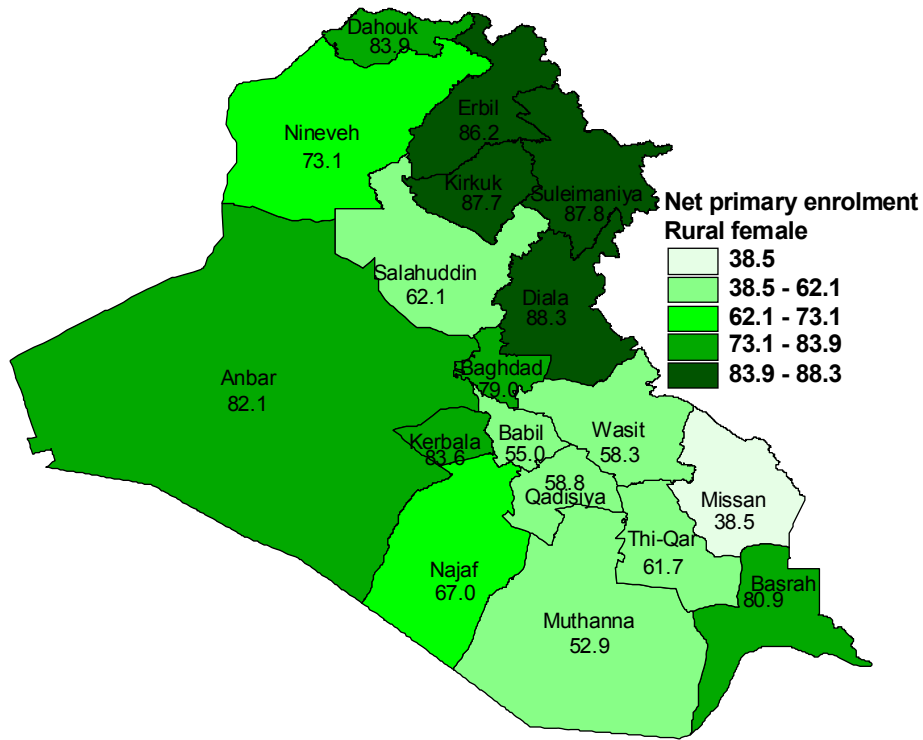 Dahouk
83.9
Nineveh
73.1
Erbil
86.2
Kirkuk
87.7
Suleimaniya
87.8
Salahuddin
62.1
Diala
88.3
Anbar
82.1
Baghdad
79.0
Kerbala
83.6
Babil
55.0
Wasit
58.3
58.8
Qadisiya
Missan
38.5
Thi-Qar
61.7
Najaf
67.0
Basrah
80.9
Muthanna
52.9
Net primary enrolment
Rural female
38.5
38.5 - 62.1
62.1 - 73.1
73.1 - 83.9
83.9 - 88.3